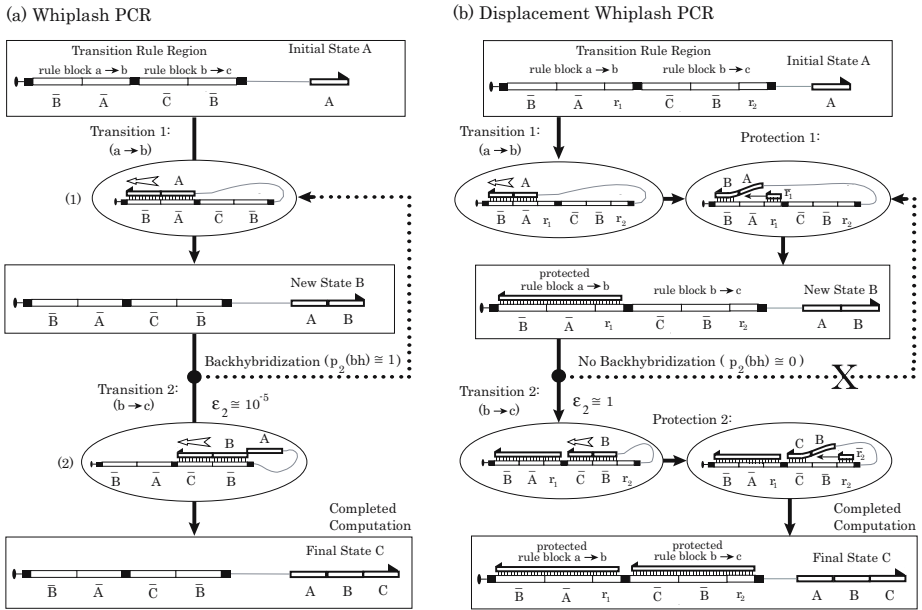 (a) Whiplash PCR
Transition Rule Region
Initial State A
rule block a→b
rule block b→c
B̄ Ā C̄ B̄
A
Transition 1:
(a→b)
(1)
A
B̄ Ā C̄ B̄
New State B
B̄ Ā C̄ B̄
A B
Backhybridization (p₂(bh) ≅ 1)
Transition 2:
(b→c)
ε₂ ≅ 10⁻⁵
(2)
B A
B̄ Ā C̄ B̄
Completed
Computation
Final State C
B̄ Ā C̄ B̄
A B C
(b) Displacement Whiplash PCR
Transition Rule Region
Initial State A
rule block a→b
rule block b→c
B̄ Ā r₁ C̄ B̄ r₂
A
Transition 1:
(a→b)
A
B̄ Ā r₁ C̄ B̄ r₂
Protection 1:
B A r̄₁
B̄ Ā r₁ C̄ B̄ r₂
protected
rule block a→b
rule block b→c
New State B
B̄ Ā r₁ C̄ B̄ r₂
A B
No Backhybridization ( p₂(bh) ≅ 0)
X
Transition 2:
(b→c)
ε₂ ≅ 1
B
B̄ Ā r₁ C̄ B̄ r₂
Protection 2:
C B r̄₂
B̄ Ā r₁ C̄ B̄ r₂
Completed
Computation
protected
rule block a→b
protected
rule block b→c
Final State C
B̄ Ā r₁ C̄ B̄ r₂
A B C